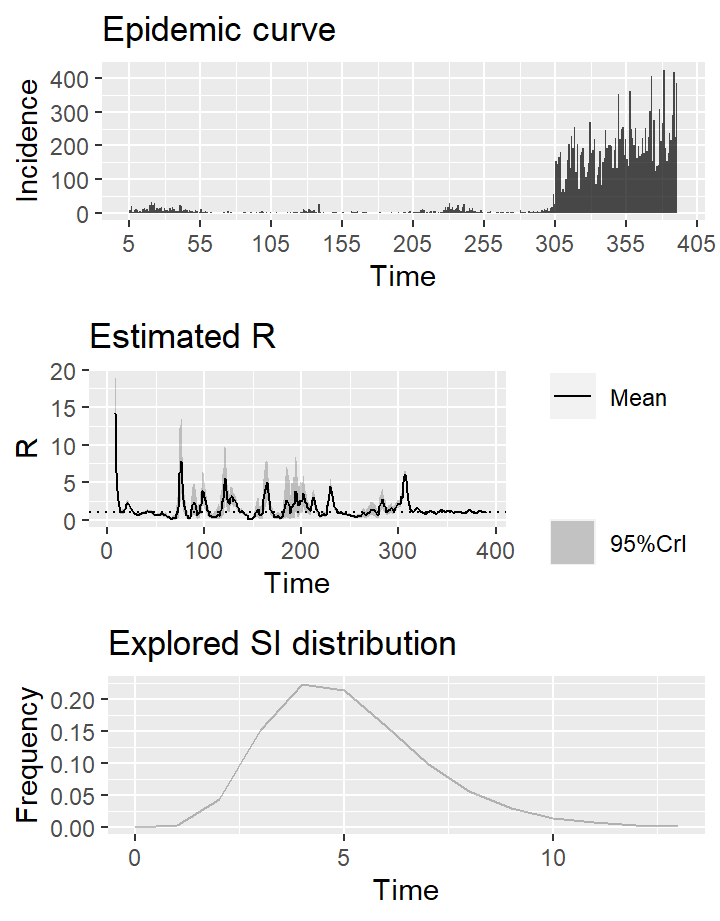 Epidemic curve
Incidence
400
300
200
100
0
5 55 105 155 205 255 305 355 405
Time
Estimated R
R
20
15
10
5
0
0 100 200 300 400
Time
Mean
95%CrI
Explored SI distribution
Frequency
0.20
0.15
0.10
0.05
0.00
0 5 10
Time